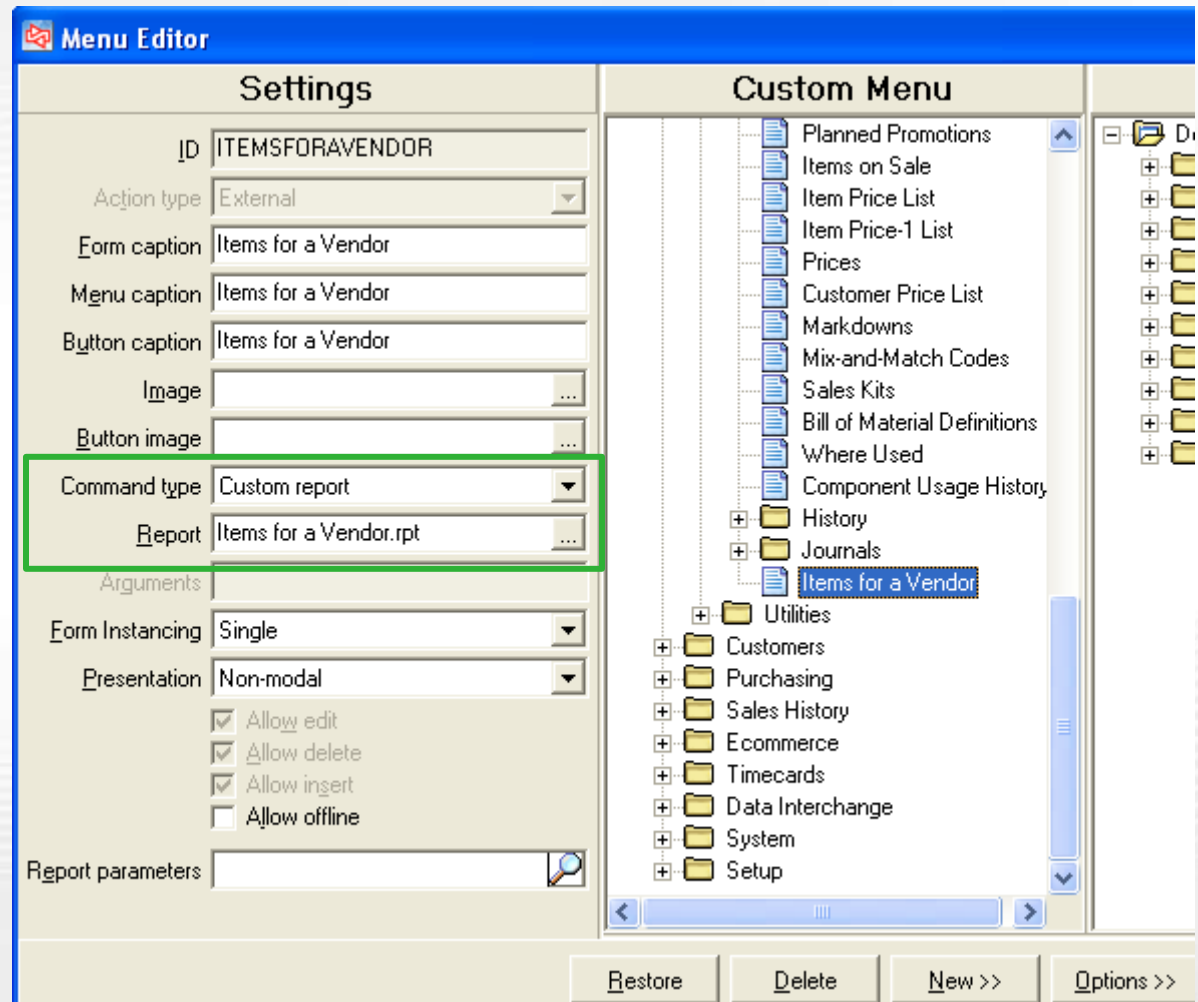 Menu Editor
Settings
ID ITEMSFORAVENDOR
Action type External
Form caption Items for a Vendor
Menu caption Items for a Vendor
Button caption Items for a Vendor
Image ...
Button image ...
Command type Custom report
Report Items for a Vendor.rpt ...
Arguments
Form Instancing Single
Presentation Non-modal
Allow edit
Allow delete
Allow insert
Allow offline
Report parameters
Custom Menu
Planned Promotions
Items on Sale
Item Price List
Item Price-1 List
Prices
Customer Price List
Markdowns
Mix-and-Match Codes
Sales Kits
Bill of Material Definitions
Where Used
Component Usage History
History
Journals
Items for a Vendor
Utilities
Customers
Purchasing
Sales History
Ecommerce
Timecards
Data Interchange
System
Setup
Restore Delete New >> Options >>